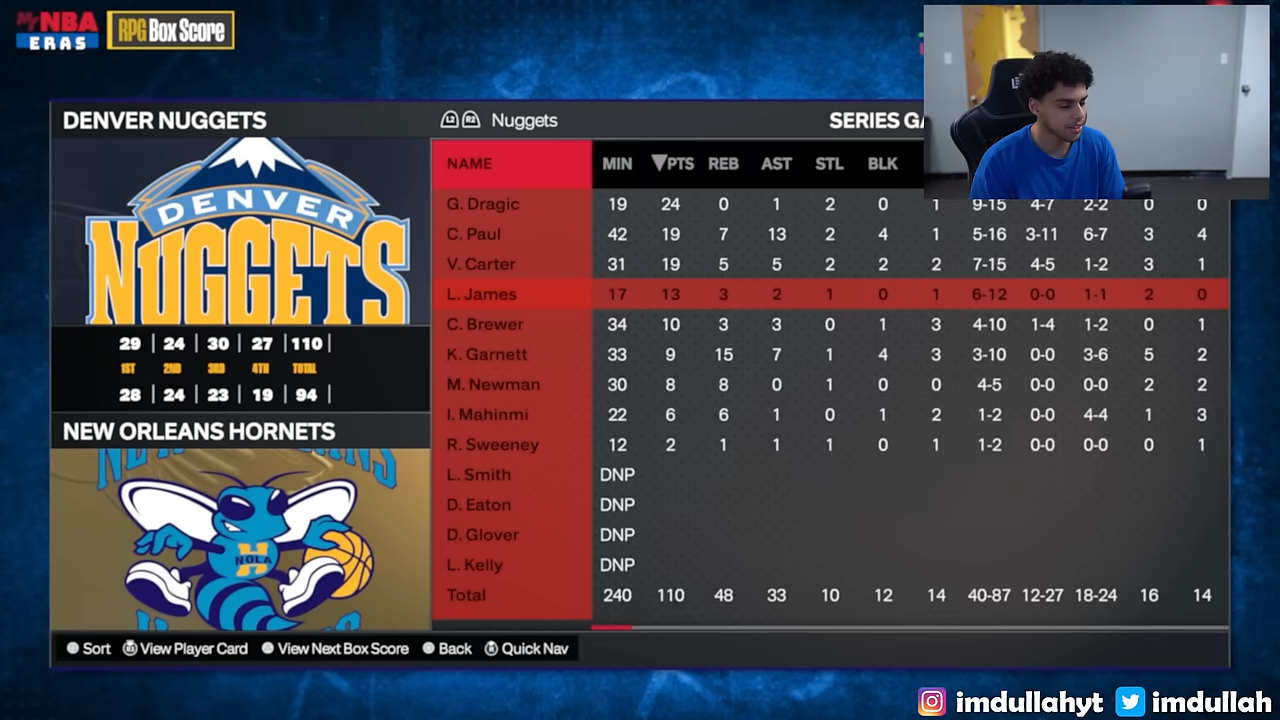 MyNBA
ERAS
RPG Box Score
DENVER NUGGETS
DENVER
NUGGETS
29 | 24 | 30 | 27 | 110 |
1ST 2ND 3RD 4TH TOTAL
28 | 24 | 23 | 19 | 94 |
NEW ORLEANS HORNETS
NOLA
L2 R2 Nuggets
SERIES GA
NAME MIN ▼PTS REB AST STL BLK
G. Dragic 19 24 0 1 2 0 1 9-15 4-7 2-2 0 0
C. Paul 42 19 7 13 2 4 1 5-16 3-11 6-7 3 4
V. Carter 31 19 5 5 2 2 2 7-15 4-5 1-2 3 1
L. James 17 13 3 2 1 0 1 6-12 0-0 1-1 2 0
C. Brewer 34 10 3 3 0 1 3 4-10 1-4 1-2 0 1
K. Garnett 33 9 15 7 1 4 3 3-10 0-0 3-6 5 2
M. Newman 30 8 8 0 1 0 0 4-5 0-0 0-0 2 2
I. Mahinmi 22 6 6 1 0 1 2 1-2 0-0 4-4 1 3
R. Sweeney 12 2 1 1 1 0 1 1-2 0-0 0-0 0 1
L. Smith DNP
D. Eaton DNP
D. Glover DNP
L. Kelly DNP
Total 240 110 48 33 10 12 14 40-87 12-27 18-24 16 14
Sort View Player Card View Next Box Score Back Quick Nav
imdullahyt imdullah